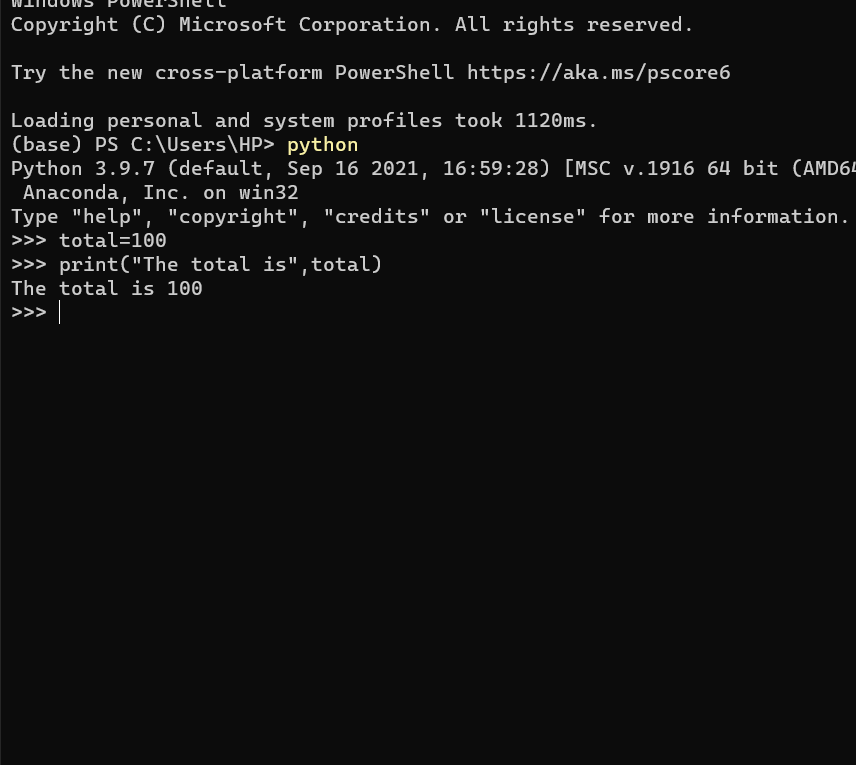 Windows PowerShell
Copyright (C) Microsoft Corporation. All rights reserved.
Try the new cross-platform PowerShell https://aka.ms/pscore6
Loading personal and system profiles took 1120ms.
(base) PS C:\Users\HP> python
Python 3.9.7 (default, Sep 16 2021, 16:59:28) [MSC v.1916 64 bit (AMD64
Anaconda, Inc. on win32
Type "help", "copyright", "credits" or "license" for more information.
>>> total=100
>>> print("The total is",total)
The total is 100
>>>